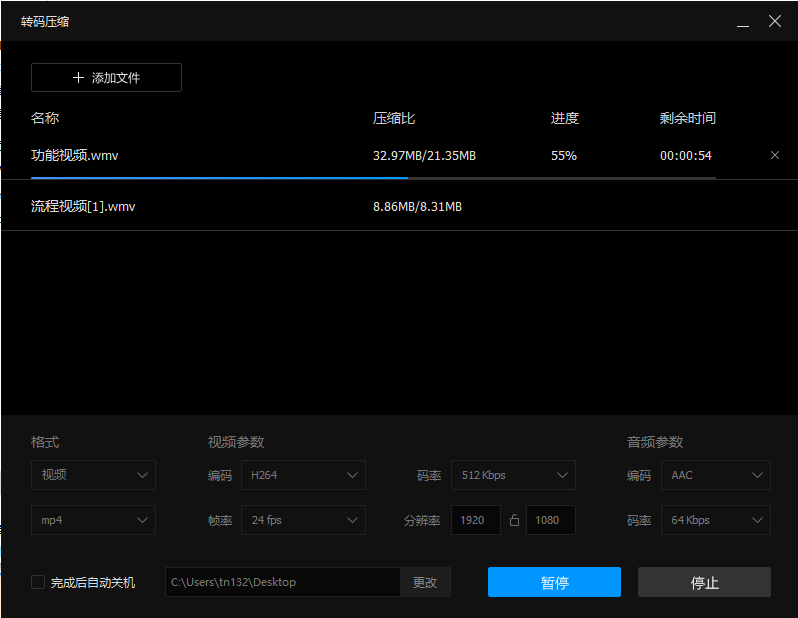 转码压缩
添加文件
名称 压缩比 进度 剩余时间
功能视频.wmv 32.97MB/21.35MB 55% 00:00:54
流程视频[1].wmv 8.86MB/8.31MB
格式 视频参数 音频参数
视频 编码 H264 码率 512 Kbps 编码 AAC
mp4 帧率 24 fps 分辨率 1920 1080 码率 64 Kbps
完成后自动关机 C:\Users\tn132\Desktop 更改 暂停 停止